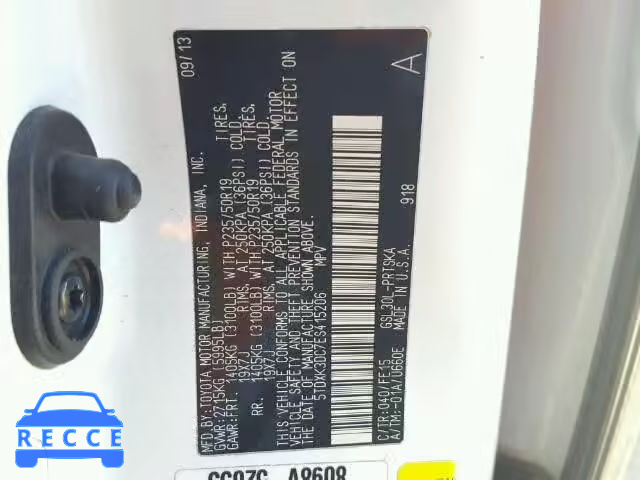 MFD.BY:TOYOTA MOTOR MANUFACTURING, INDIANA, INC. 09/13
GVWR: 2715KG (5995LB)
GAWR: FRT. 1405KG (3100LB) WITH P235/50R19 TIRES,
19X7J RIMS, AT 250KPA (36PSI) COLD.
RR. 1405KG (3100LB) WITH P235/50R19 TIRES,
19X7J RIMS, AT 250KPA (36PSI) COLD.
THIS VEHICLE CONFORMS TO ALL APPLICABLE FEDERAL MOTOR
VEHICLE SAFETY AND THEFT PREVENTION STANDARDS IN EFFECT ON
THE DATE OF MANUFACTURE SHOWN ABOVE.
5TDXK3DC7ES415206 MPV
A
918
C/TR:040/FE15 GSL30L-PRTSKA
A/TM:-01A/U660E MADE IN U.S.A.
A8608
RECCE